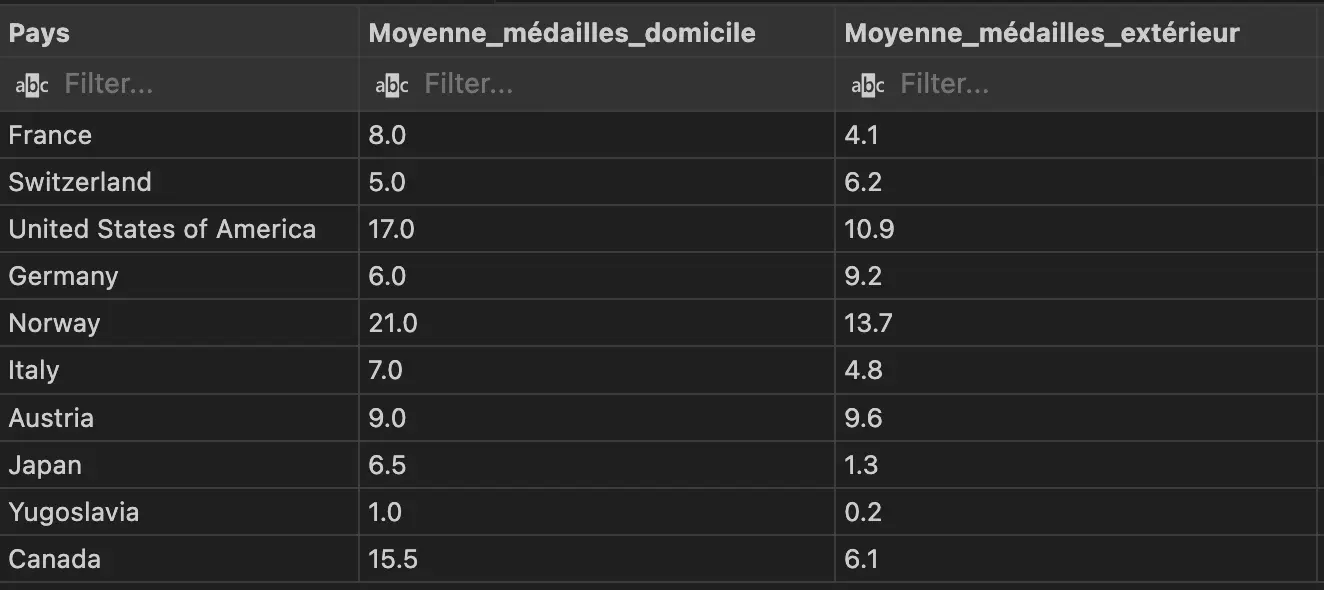 Pays Moyenne_médailles_domicile Moyenne_médailles_extérieur
abc Filter... abc Filter... abc Filter...
France 8.0 4.1
Switzerland 5.0 6.2
United States of America 17.0 10.9
Germany 6.0 9.2
Norway 21.0 13.7
Italy 7.0 4.8
Austria 9.0 9.6
Japan 6.5 1.3
Yugoslavia 1.0 0.2
Canada 15.5 6.1